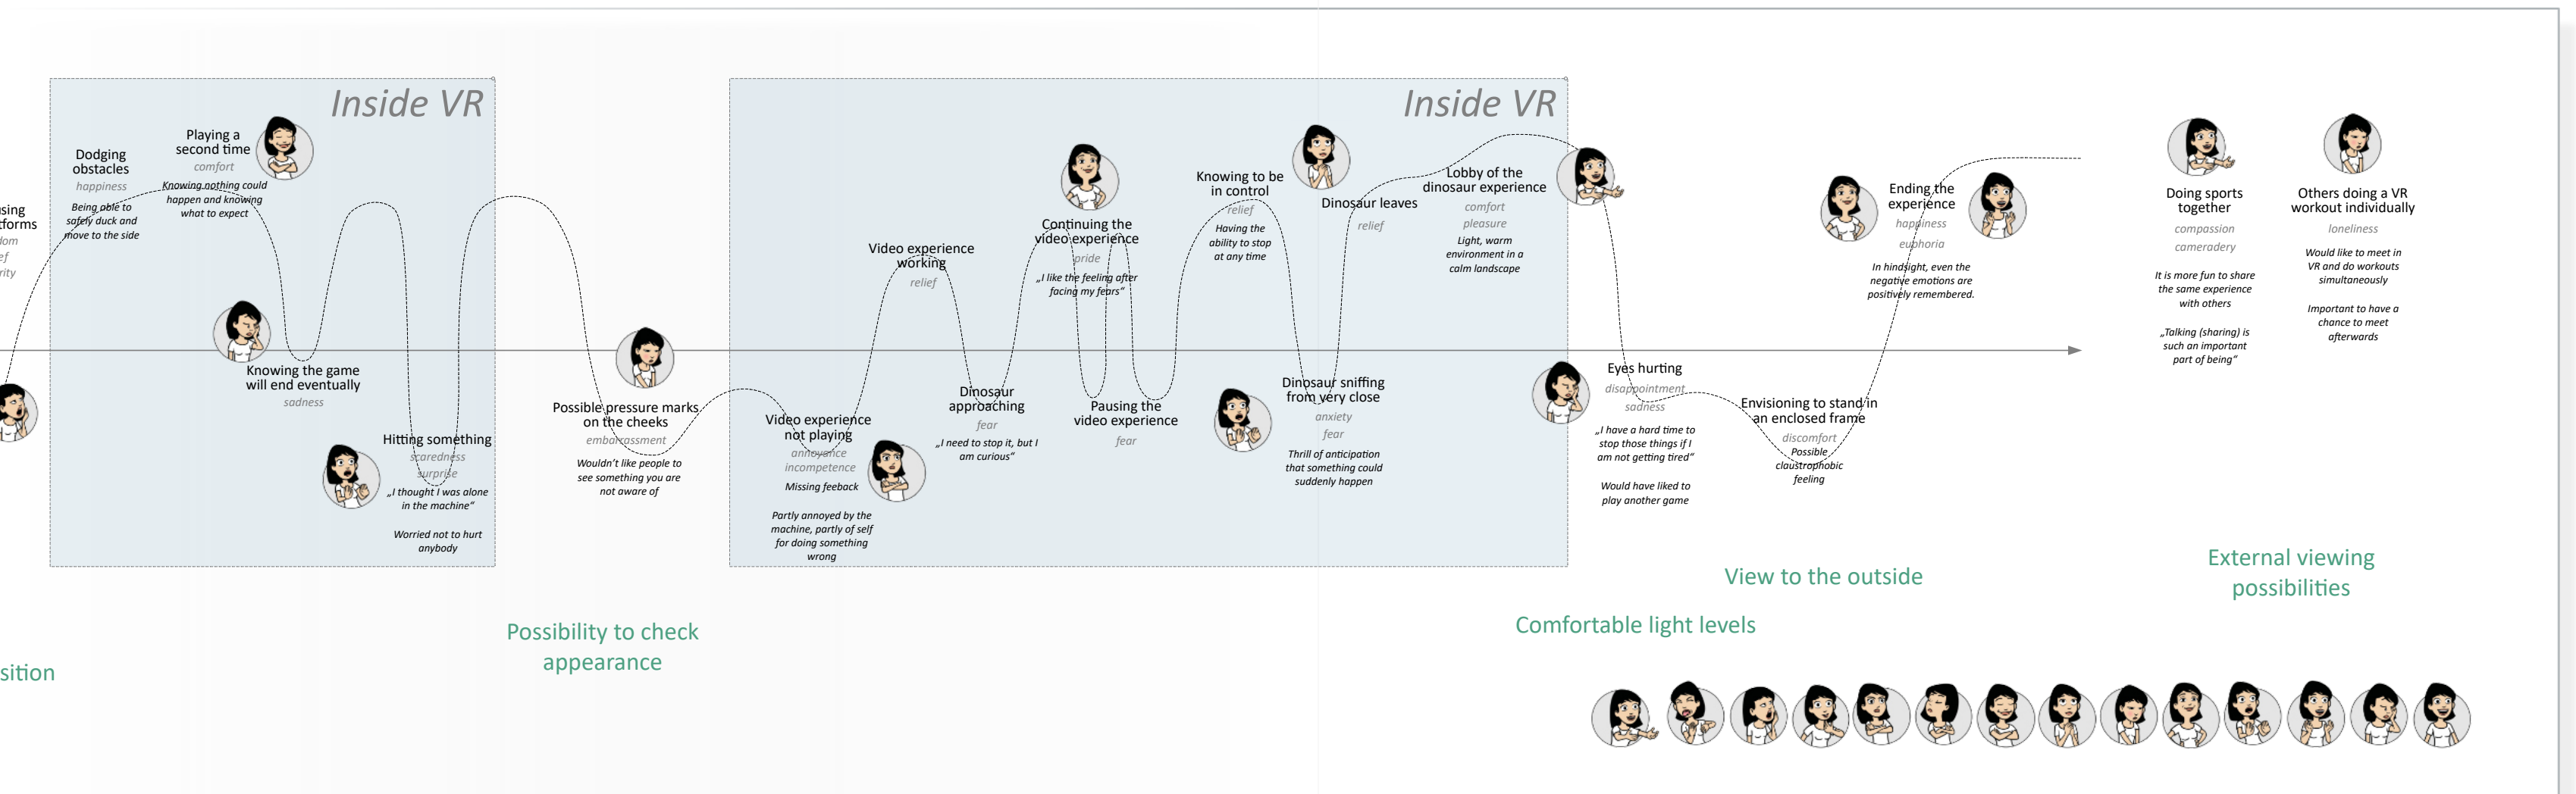 using
tforms
dom
ef
rity
Inside VR
Dodging
obstacles
happiness
Being able to
safely duck and
move to the side
Playing a
second time
comfort
Knowing nothing could
happen and knowing
what to expect
Knowing the game
will end eventually
sadness
Hitting something
scaredness
surprise
„I thought I was alone
in the machine“
Worried not to hurt
anybody
Possible pressure marks
on the cheeks
embarrassment
Wouldn’t like people to
see something you are
not aware of
Inside VR
Video experience
not playing
annoyance
incompetence
Missing feeback
Partly annoyed by the
machine, partly of self
for doing something
wrong
Video experience
working
relief
Dinosaur
approaching
fear
„I need to stop it, but I
am curious“
Continuing the
video experience
pride
„I like the feeling after
facing my fears“
Pausing the
video experience
fear
Knowing to be
in control
relief
Having the
ability to stop
at any time
Dinosaur sniffing
from very close
anxiety
fear
Thrill of anticipation
that something could
suddenly happen
Dinosaur leaves
relief
Lobby of the
dinosaur experience
comfort
pleasure
Light, warm
environment in a
calm landscape
Eyes hurting
disappointment
sadness
„I have a hard time to
stop those things if I
am not getting tired“
Would have liked to
play another game
Envisioning to stand in
an enclosed frame
discomfort
Possible
claustrophobic
feeling
Ending the
experience
happiness
euphoria
In hindsight, even the
negative emotions are
positively remembered.
Doing sports
together
compassion
cameradery
It is more fun to share
the same experience
with others
„Talking (sharing) is
such an important
part of being“
Others doing a VR
workout individually
loneliness
Would like to meet in
VR and do workouts
simultaneously
Important to have a
chance to meet
afterwards
sition
Possibility to check
appearance
Comfortable light levels
View to the outside
External viewing
possibilities